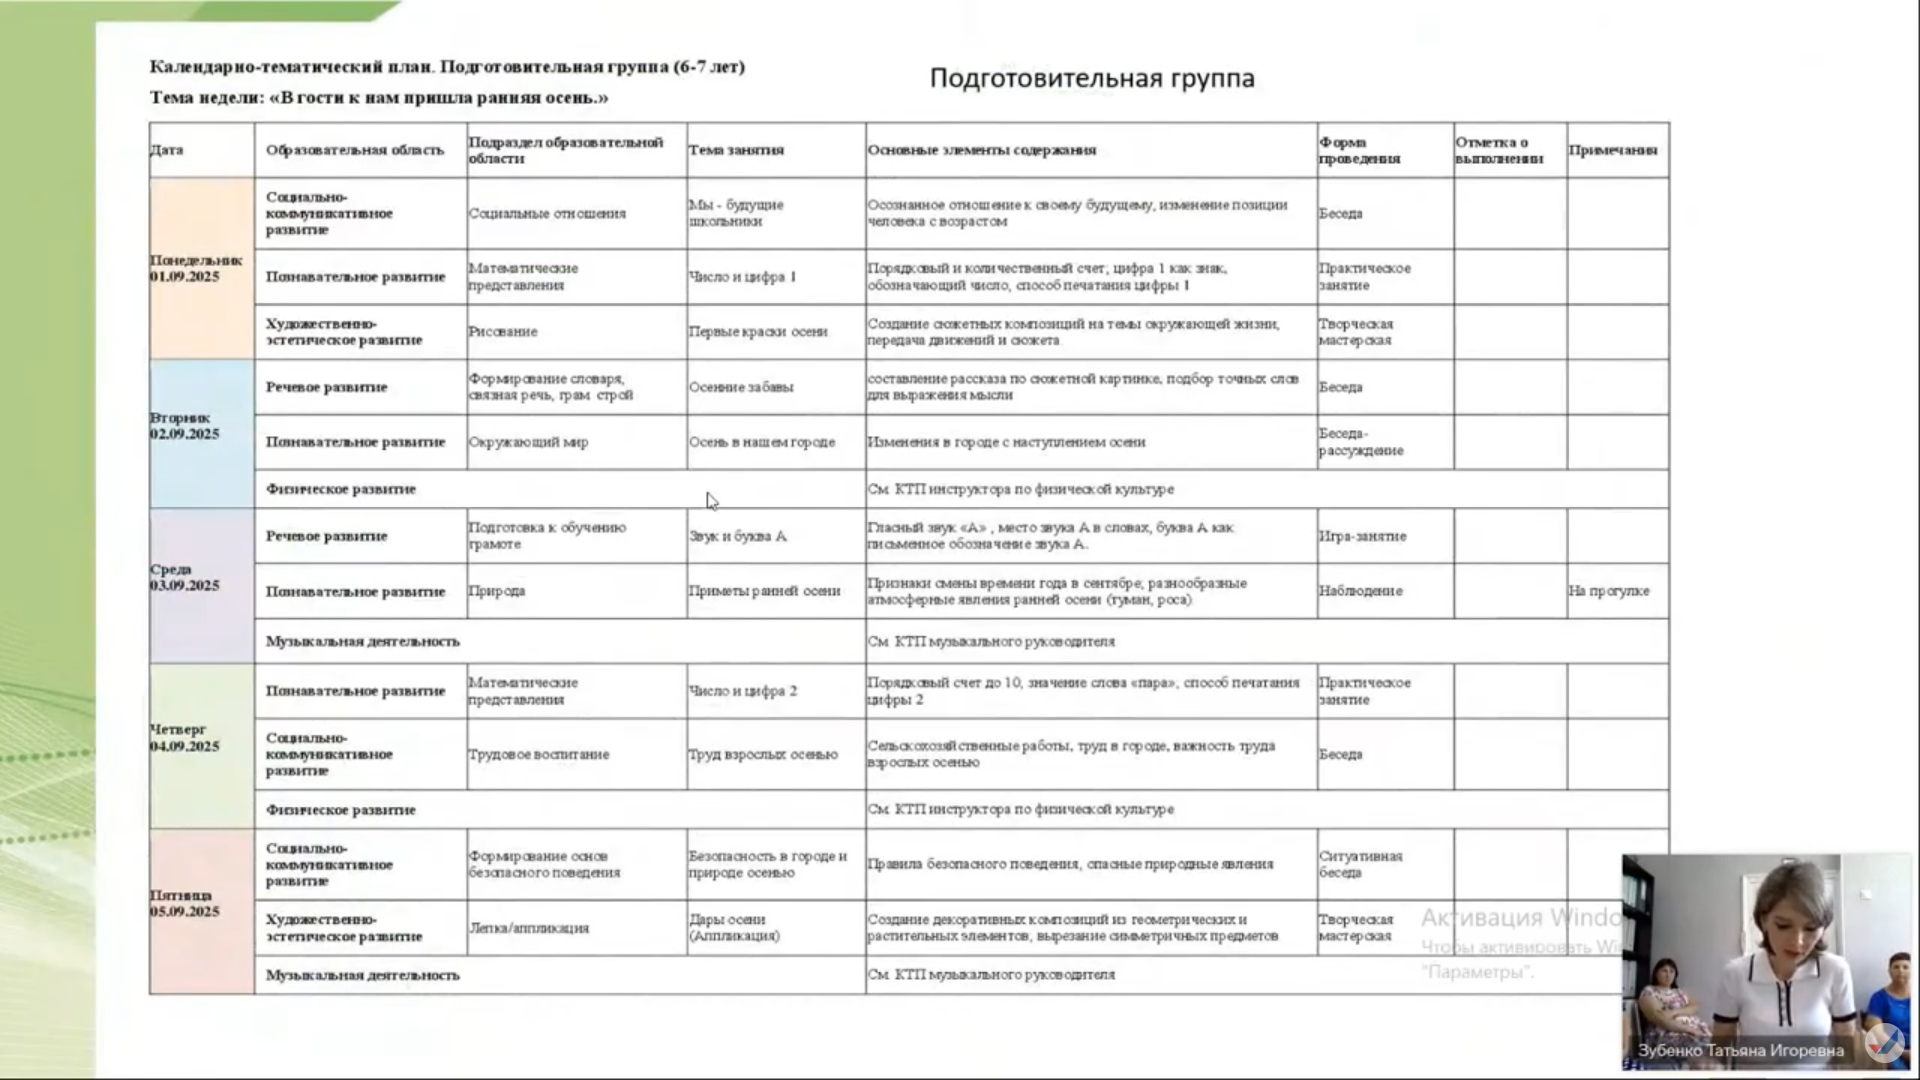 Календарно-тематический план. Подготовительная группа (6-7 лет)
Подготовительная группа
Тема недели: «В гости к нам пришла ранняя осень.»
Дата
Образовательная область
Подраздел образовательной
области
Тема занятия
Основные элементы содержания
Форма
проведения
Отметка о
выполнении
Примечания
Понедельник
01.09.2025
Социально-
коммуникативное
развитие
Социальные отношения
Мы - будущие
школьники
Осознанное отношение к своему будущему, изменение позиции
человека с возрастом
Беседа
Познавательное развитие
Математические
представления
Число и цифра 1
Порядковый и количественный счет; цифра 1 как знак,
обозначающий число, способ печатания цифры 1
Практическое
занятие
Художественно-
эстетическое развитие
Рисование
Первые краски осени
Создание сюжетных композиций на темы окружающей жизни,
передача движений и сюжета
Творческая
мастерская
Вторник
02.09.2025
Речевое развитие
Формирование словаря,
связная речь, грам. строй
Осенние забавы
составление рассказа по сюжетной картинке, подбор точных слов
для выражения мысли
Беседа
Познавательное развитие
Окружающий мир
Осень в нашем городе
Изменения в городе с наступлением осени
Беседа-
рассуждение
Физическое развитие
См. КТП инструктора по физической культуре
Среда
03.09.2025
Речевое развитие
Подготовка к обучению
грамоте
Звук и буква А
Гласный звук «А» , место звука А в словах, буква А как
письменное обозначение звука А.
Игра-занятие
Познавательное развитие
Природа
Приметы ранней осени
Признаки смены времени года в сентябре; разнообразные
атмосферные явления ранней осени (туман, роса)
Наблюдение
На прогулке
Музыкальная деятельность
См. КТП музыкального руководителя
Четверг
04.09.2025
Познавательное развитие
Математические
представления
Число и цифра 2
Порядковый счет до 10, значение слова «пара», способ печатания
цифры 2
Практическое
занятие
Социально-
коммуникативное
развитие
Трудовое воспитание
Труд взрослых осенью
Сельскохозяйственные работы, труд в городе, важность труда
взрослых осенью
Беседа
Физическое развитие
См. КТП инструктора по физической культуре
Пятница
05.09.2025
Социально-
коммуникативное
развитие
Формирование основ
безопасного поведения
Безопасность в городе и
природе осенью
Правила безопасного поведения, опасные природные явления
Ситуативная
беседа
Художественно-
эстетическое развитие
Лепка/аппликация
Дары осени
(Аппликация)
Создание декоративных композиций из геометрических и
растительных элементов, вырезание симметричных предметов
Творческая
мастерская
Музыкальная деятельность
См. КТП музыкального руководителя
Активация Windo
Чтобы активировать Wi
"Параметры".
Зубенко Татьяна Игоревна